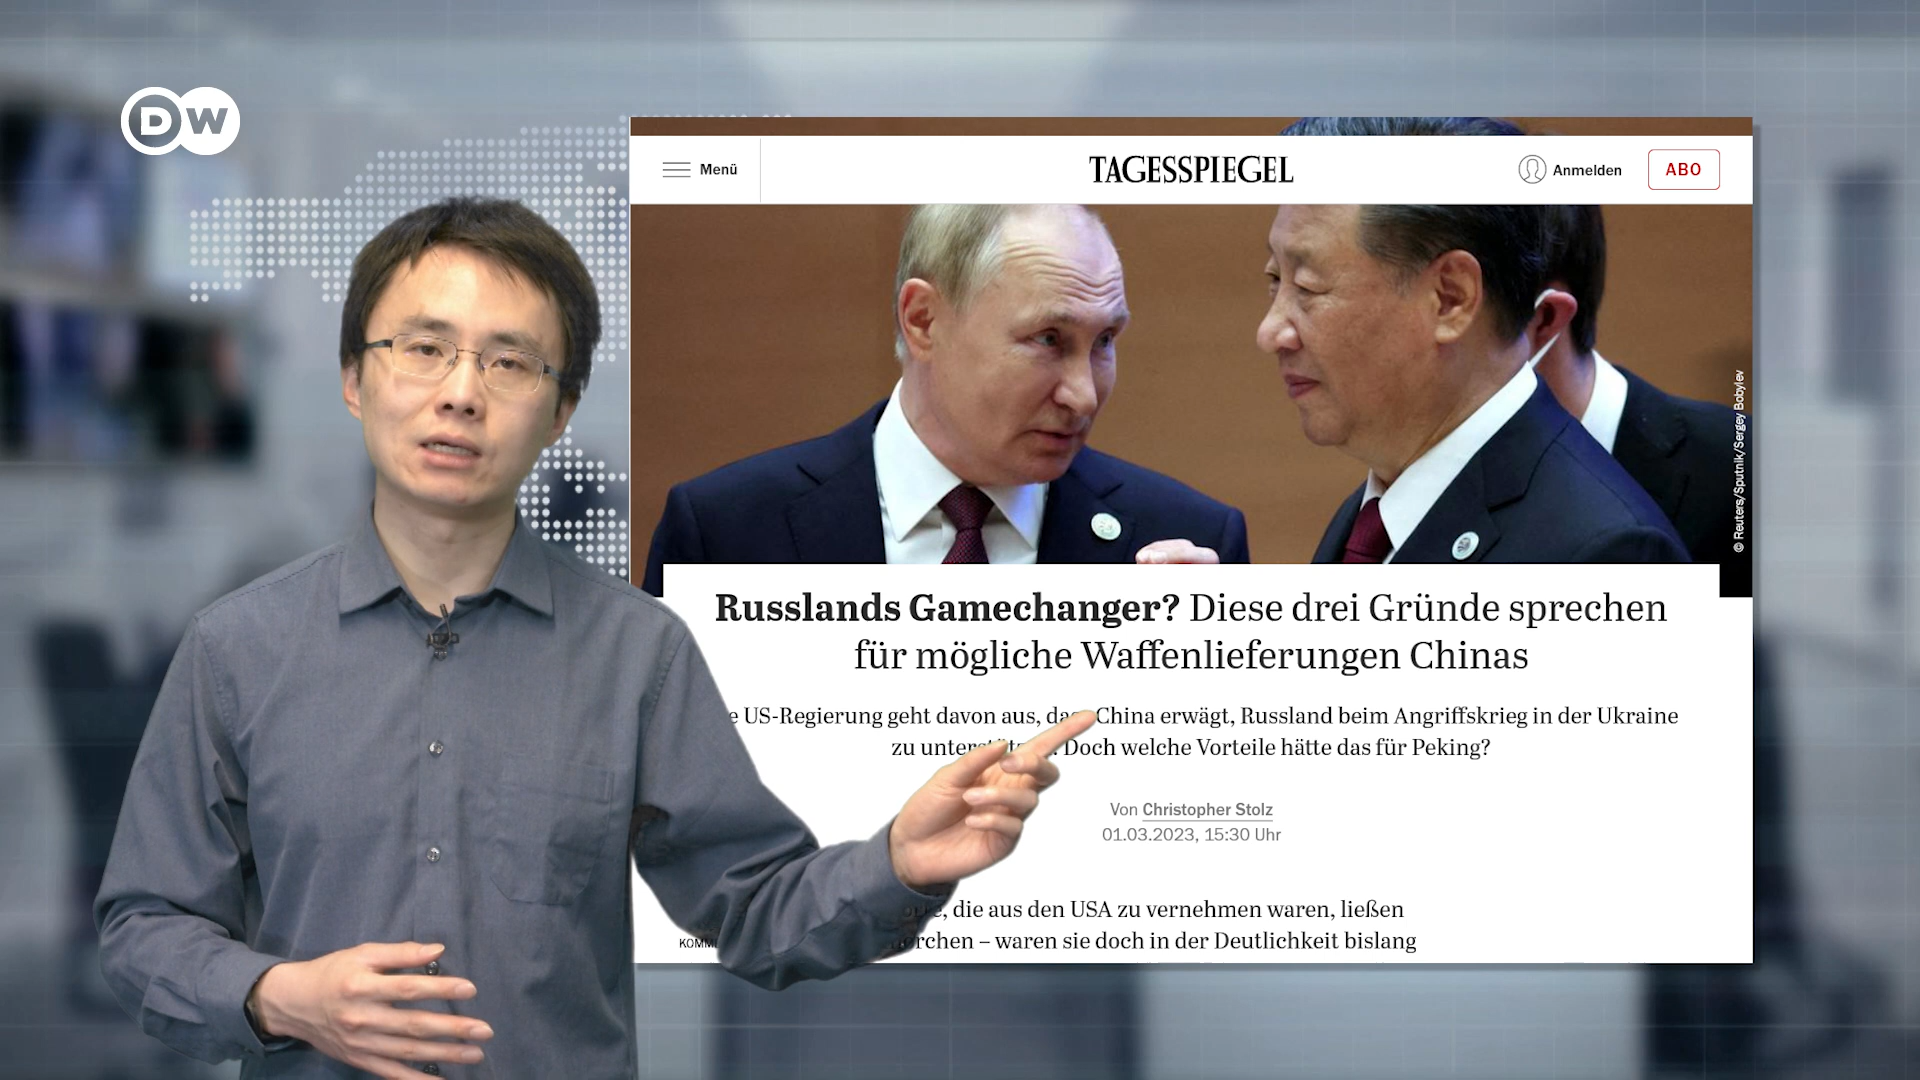 DW
Menü
TAGESSPIEGEL
Anmelden
ABO
© Reuters/Sputnik/Sergey Bobylev
Russlands Gamechanger? Diese drei Gründe sprechen
für mögliche Waffenlieferungen Chinas
US-Regierung geht davon aus, China erwägt, Russland beim Angriffskrieg in der Ukraine
zu Doch welche Vorteile hätte das für Peking?
Von Christopher Stolz
01.03.2023, 15:30 Uhr
die aus den USA zu vernehmen waren, ließen
– waren sie doch in der Deutlichkeit bislang